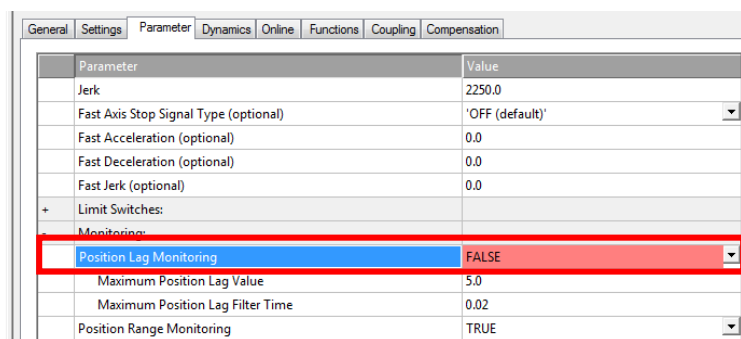 General Settings Parameter Dynamics Online Functions Coupling Compensation
Parameter Value
Jerk 2250.0
Fast Axis Stop Signal Type (optional) 'OFF (default)'
Fast Acceleration (optional) 0.0
Fast Deceleration (optional) 0.0
Fast Jerk (optional) 0.0
+ Limit Switches:
- Monitoring:
Position Lag Monitoring FALSE
Maximum Position Lag Value 5.0
Maximum Position Lag Filter Time 0.02
Position Range Monitoring TRUE